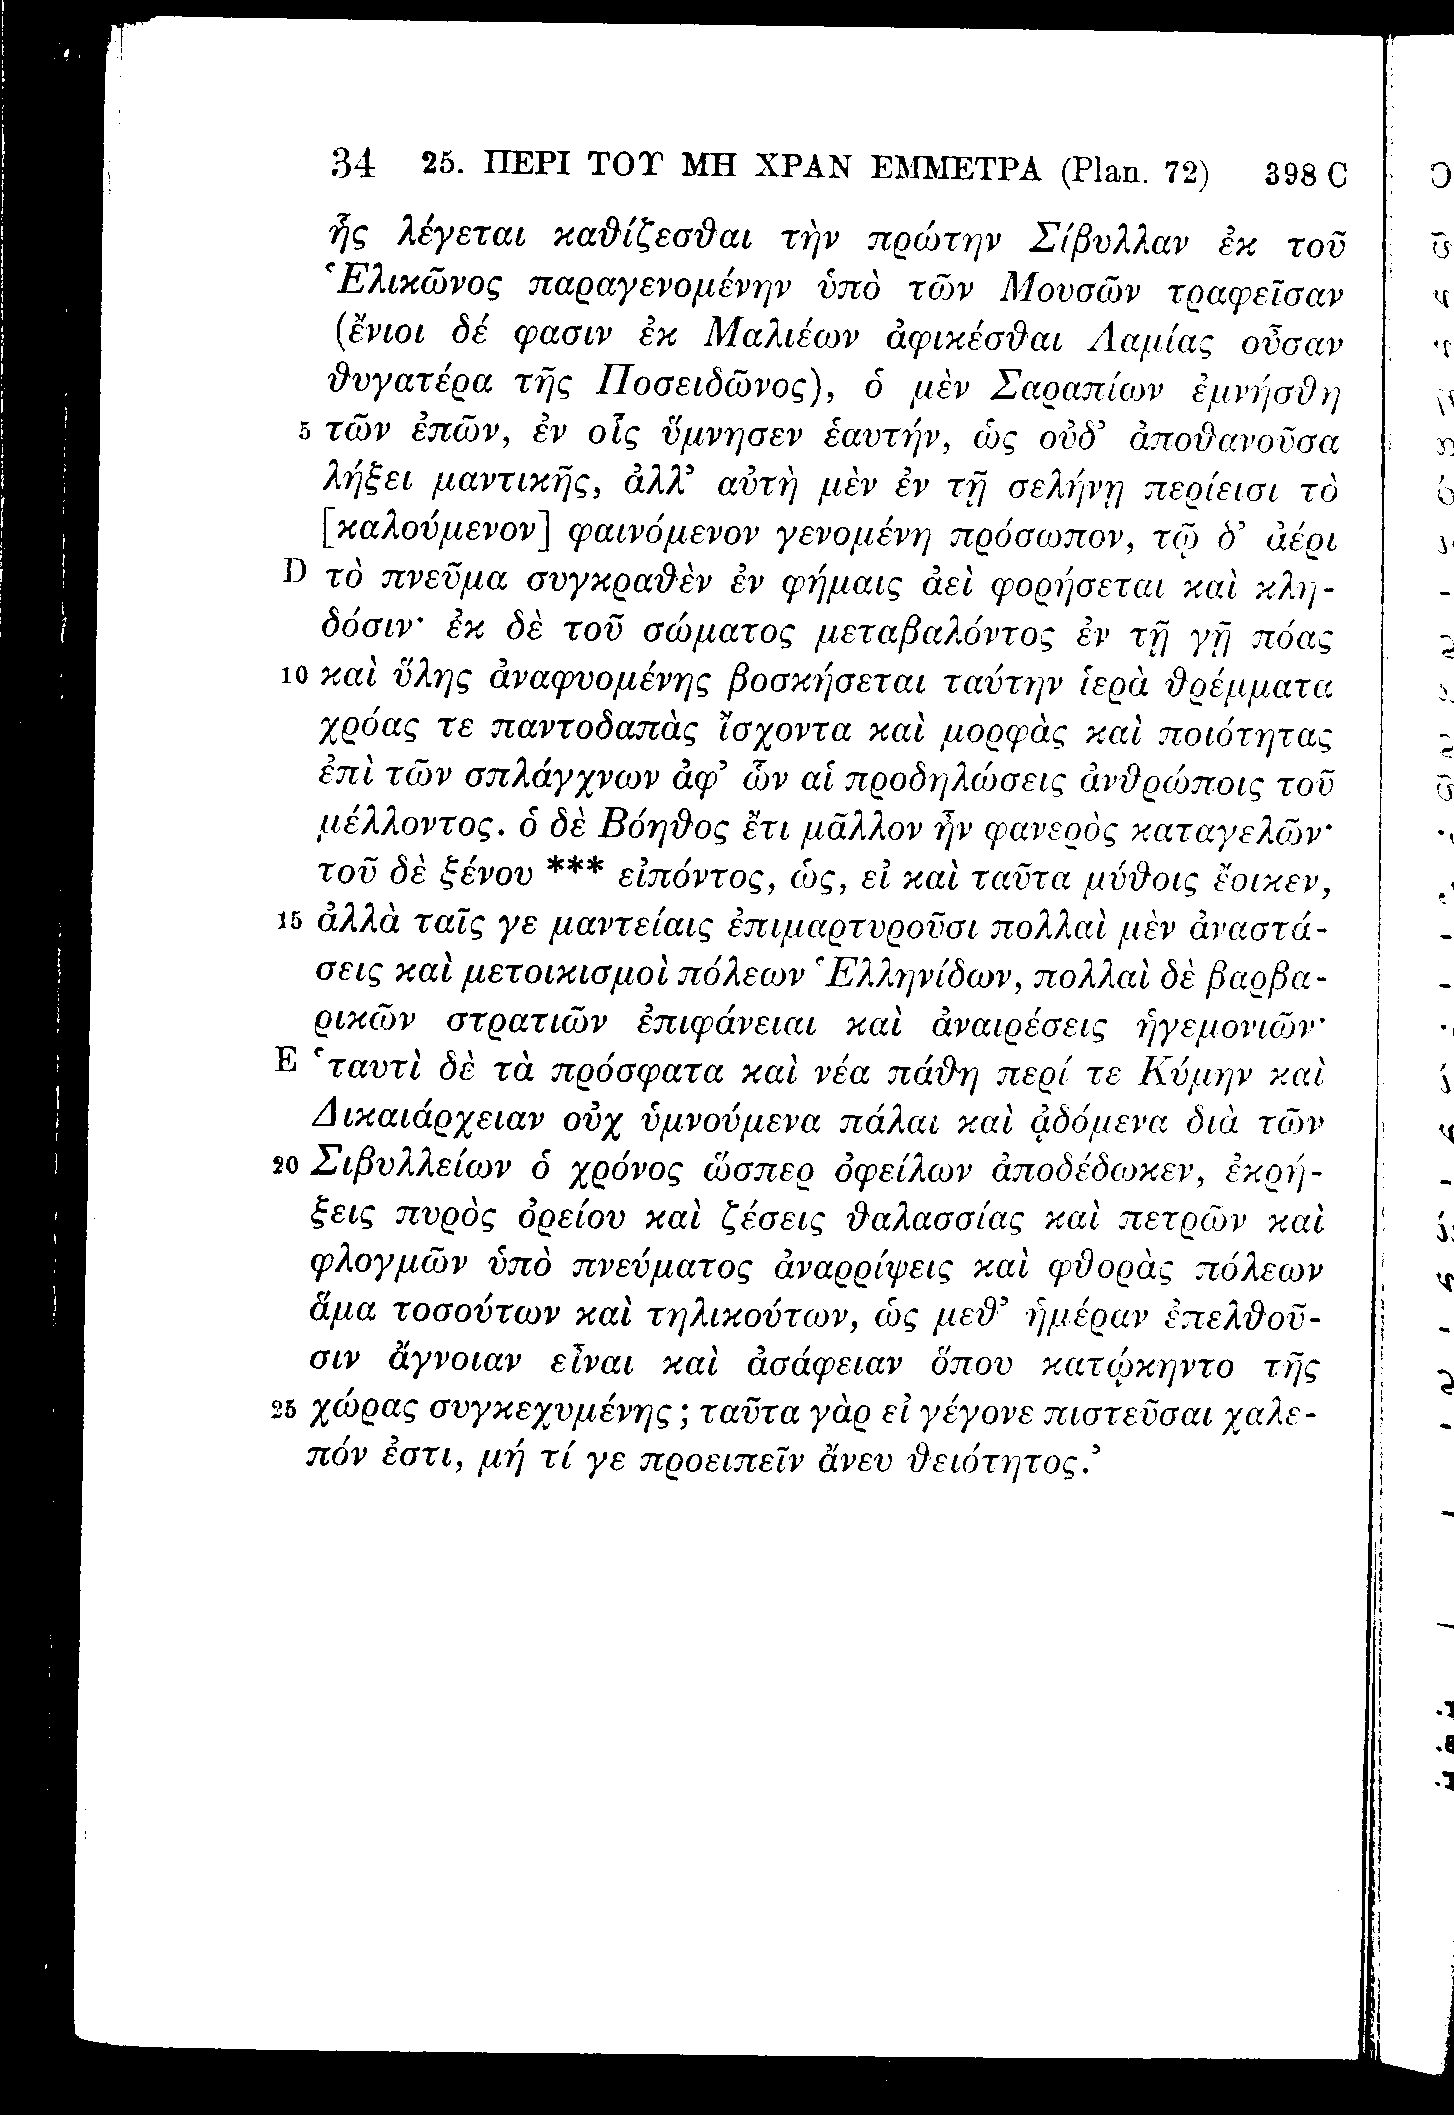 34 25. ΠΕΡΙ ΤΟΥ ΜΗ ΧΡΑΝ ΕΜΜΕΤΡΑ (Plan. 72) 398 C
ἧς λέγεται καθίζεσθαι τὴν πρώτην Σίβυλλαν ἐκ τοῦ
Ἑλικῶνος παραγενομένην ὑπὸ τῶν Μουσῶν τραφεῖσαν
(ἔνιοι δέ φασιν ἐκ Μαλιέων ἀφικέσθαι Λαμίας οὖσαν
θυγατέρα τῆς Ποσειδῶνος), ὁ μὲν Σαραπίων ἐμνήσθη
5 τῶν ἐπῶν, ἐν οἷς ὕμνησεν ἑαυτήν, ὡς οὐδ’ ἀποθανοῦσα
λήξει μαντικῆς, ἀλλ’ αὐτὴ μὲν ἐν τῇ σελήνῃ περίεισι τὸ
[καλούμενον] φαινόμενον γενομένη πρόσωπον, τῷ δ’ ἀέρι
D τὸ πνεῦμα συγκραθὲν ἐν φήμαις ἀεὶ φορήσεται καὶ κλη-
δόσιν· ἐκ δὲ τοῦ σώματος μεταβαλόντος ἐν τῇ γῇ πόας
10 καὶ ὕλης ἀναφυομένης βοσκήσεται ταύτην ἱερὰ θρέμματα
χρόας τε παντοδαπὰς ἴσχοντα καὶ μορφὰς καὶ ποιότητας
ἐπὶ τῶν σπλάγχνων ἀφ’ ὧν αἱ προδηλώσεις ἀνθρώποις τοῦ
μέλλοντος. ὁ δὲ Βόηθος ἔτι μᾶλλον ἦν φανερὸς καταγελῶν·
τοῦ δὲ ξένου *** εἰπόντος, ὡς, εἰ καὶ ταῦτα μύθοις ἔοικεν,
15 ἀλλὰ ταῖς γε μαντείαις ἐπιμαρτυροῦσι πολλαὶ μὲν ἀναστά-
σεις καὶ μετοικισμοὶ πόλεων Ἑλληνίδων, πολλαὶ δὲ βαρβα-
ρικῶν στρατιῶν ἐπιφάνειαι καὶ ἀναιρέσεις ἡγεμονιῶν·
E ‘ταυτὶ δὲ τὰ πρόσφατα καὶ νέα πάθη περί τε Κύμην καὶ
Δικαιάρχειαν οὐχ ὑμνούμενα πάλαι καὶ ᾀδόμενα διὰ τῶν
20 Σιβυλλείων ὁ χρόνος ὥσπερ ὀφείλων ἀποδέδωκεν, ἐκρή-
ξεις πυρὸς ὀρείου καὶ ζέσεις θαλασσίας καὶ πετρῶν καὶ
φλογμῶν ὑπὸ πνεύματος ἀναρρίψεις καὶ φθορὰς πόλεων
ἅμα τοσούτων καὶ τηλικούτων, ὡς μεθ’ ἡμέραν ἐπελθοῦ-
σιν ἄγνοιαν εἶναι καὶ ἀσάφειαν ὅπου κατῴκηντο τῆς
25 χώρας συγκεχυμένης; ταῦτα γὰρ εἰ γέγονε πιστεῦσαι χαλε-
πόν ἐστι, μή τί γε προειπεῖν ἄνευ θειότητος.’